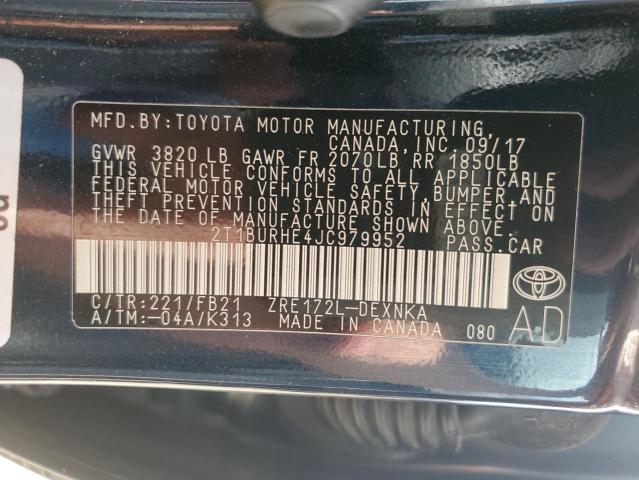 MFD.BY:TOYOTA MOTOR MANUFACTURING,
CANADA, INC. 09/17
GVWR 3820 LB GAWR FR 2070LB RR 1850LB
THIS VEHICLE CONFORMS TO ALL APPLICABLE
FEDERAL MOTOR VEHICLE SAFETY, BUMPER, AND
THEFT PREVENTION STANDARDS IN EFFECT ON
THE DATE OF MANUFACTURE SHOWN ABOVE.
2T1BURHE4JC979952 PASS.CAR
C/TR:221/FB21 ZRE172L-DEXNKA
A/TM:-04A/K313 MADE IN CANADA 080
AD